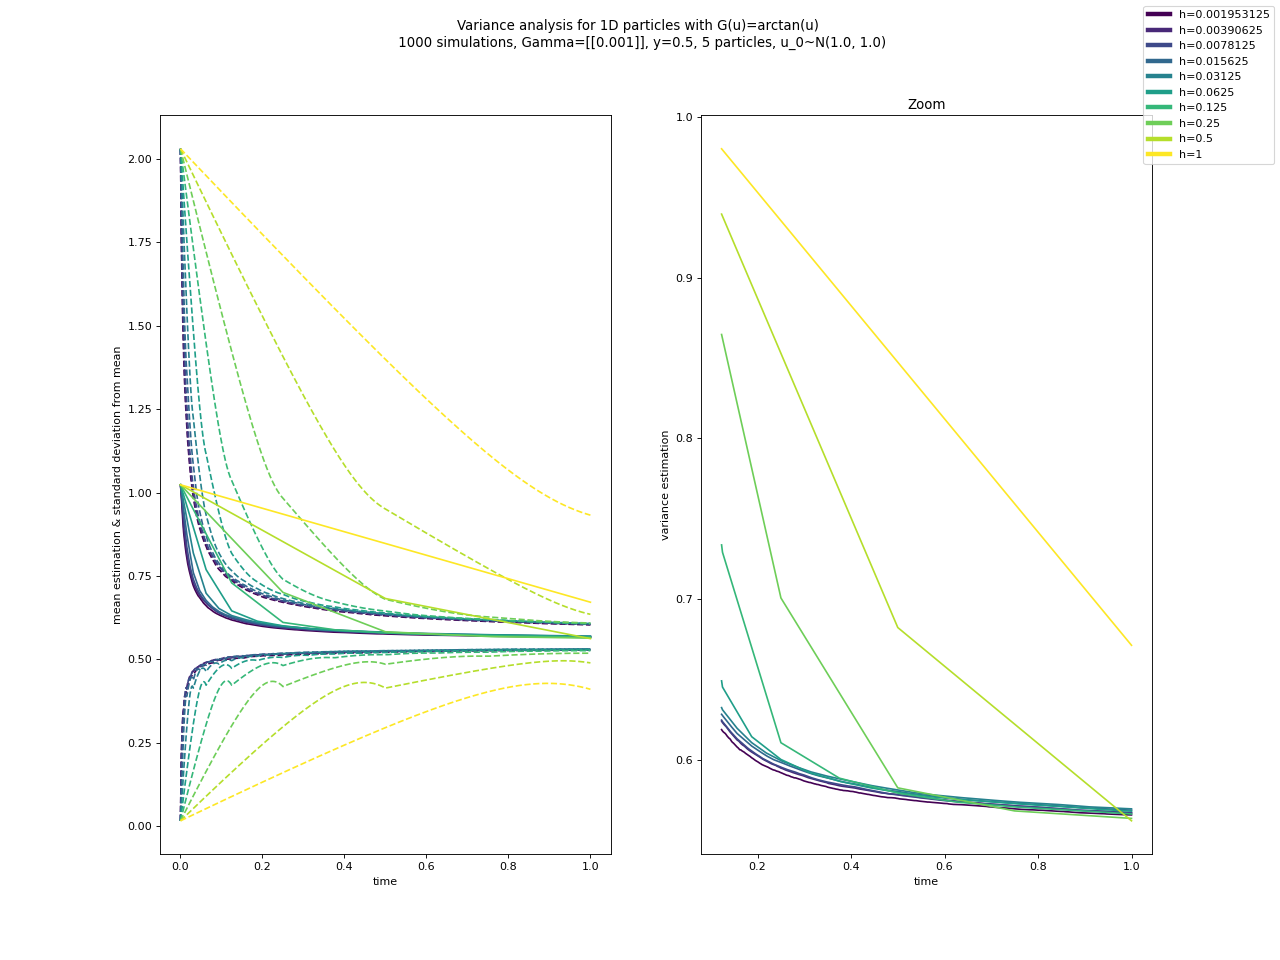 Variance analysis for 1D particles with G(u)=arctan(u)
1000 simulations, Gamma=[[0.001]], y=0.5, 5 particles, u_0~N(1.0, 1.0)
h=0.001953125
h=0.00390625
h=0.0078125
h=0.015625
h=0.03125
h=0.0625
h=0.125
h=0.25
h=0.5
h=1
mean estimation & standard deviation from mean
2.00
1.75
1.50
1.25
1.00
0.75
0.50
0.25
0.00
0.0 0.2 0.4 0.6 0.8 1.0
time
Zoom
variance estimation
1.0
0.9
0.8
0.7
0.6
0.2 0.4 0.6 0.8 1.0
time